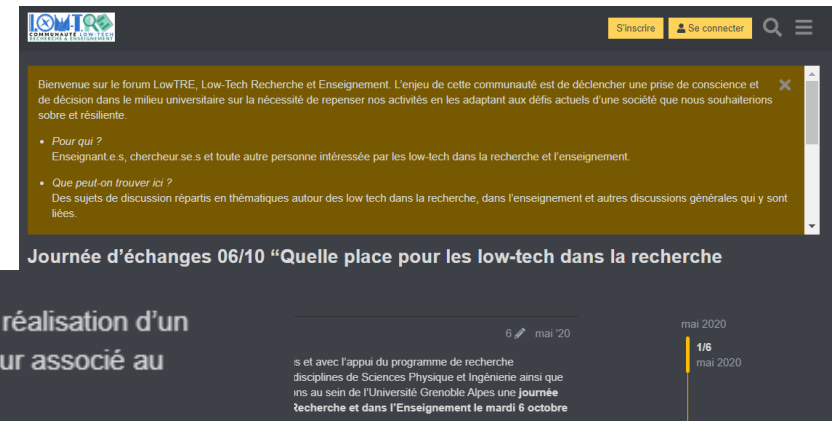 LOW-T.RE
COMMUNAUTÉ LOW-TECH
RECHERCHE & ENSEIGNEMENT
S'inscrire
Se connecter
Bienvenue sur le forum LowTRE, Low-Tech Recherche et Enseignement. L'enjeu de cette communauté est de déclencher une prise de conscience et
de décision dans le milieu universitaire sur la nécessité de repenser nos activités en les adaptant aux défis actuels d'une société que nous souhaiterions
sobre et résiliente.
• Pour qui ?
Enseignant.e.s, chercheur.se.s et toute autre personne intéressée par les low-tech dans la recherche et l'enseignement.
• Que peut-on trouver ici ?
Des sujets de discussion répartis en thématiques autour des low tech dans la recherche, dans l'enseignement et autres discussions générales qui y sont
liées.
Journée d'échanges 06/10 “Quelle place pour les low-tech dans la recherche
réalisation d'un
ur associé au
6 mai '20
is et avec l'appui du programme de recherche
disciplines de Sciences Physique et Ingénierie ainsi que
ns au sein de l'Université Grenoble Alpes une journée
Recherche et dans l'Enseignement le mardi 6 octobre
mai 2020
1/6
mai 2020